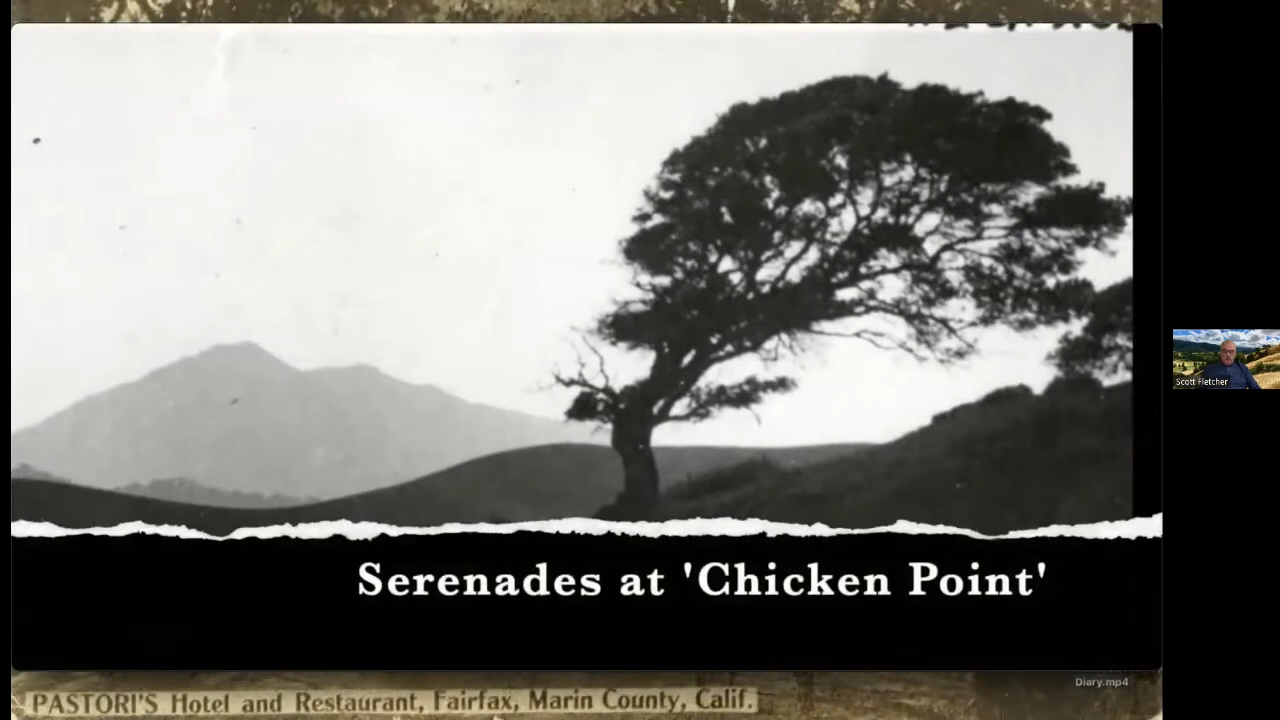 Serenades at 'Chicken Point'
Diary.mp4
PASTORI'S Hotel and Restaurant, Fairfax, Marin County, Calif.
Scott Fletcher